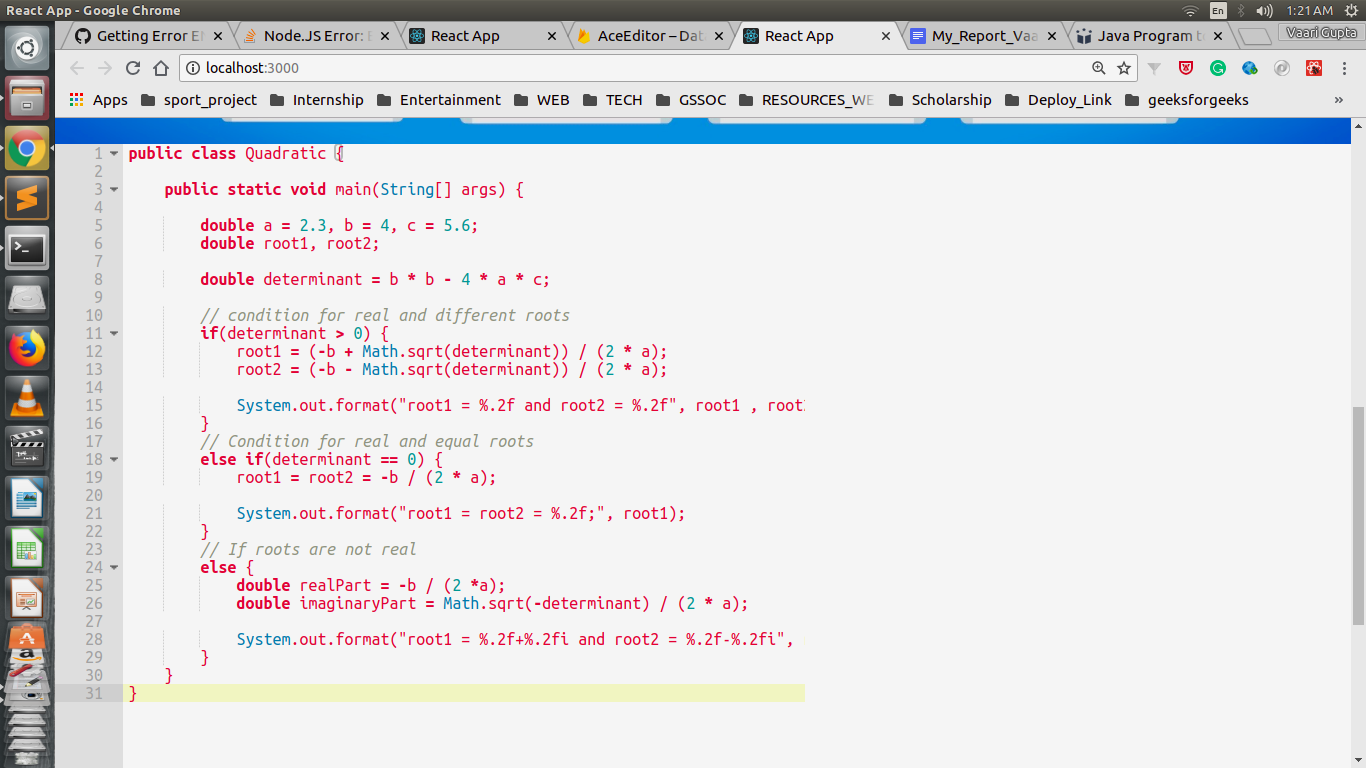 React App - Google Chrome
En
1:21 AM
Getting Error EN
Node.JS Error: E
React App
AceEditor – Dat
React App
My_Report_Vaa
Java Program to
Vaari Gupta
localhost:3000
Apps
sport_project
Internship
Entertainment
WEB
TECH
GSSOC
RESOURCES_WE
Scholarship
Deploy_Link
geeksforgeeks
»
1 public class Quadratic {
2
3 public static void main(String[] args) {
4
5 double a = 2.3, b = 4, c = 5.6;
6 double root1, root2;
7
8 double determinant = b * b - 4 * a * c;
9
10 // condition for real and different roots
11 if(determinant > 0) {
12 root1 = (-b + Math.sqrt(determinant)) / (2 * a);
13 root2 = (-b - Math.sqrt(determinant)) / (2 * a);
14
15 System.out.format("root1 = %.2f and root2 = %.2f", root1 , root2
16 }
17 // Condition for real and equal roots
18 else if(determinant == 0) {
19 root1 = root2 = -b / (2 * a);
20
21 System.out.format("root1 = root2 = %.2f;", root1);
22 }
23 // If roots are not real
24 else {
25 double realPart = -b / (2 *a);
26 double imaginaryPart = Math.sqrt(-determinant) / (2 * a);
27
28 System.out.format("root1 = %.2f+%.2fi and root2 = %.2f-%.2fi",
29 }
30 }
31 }